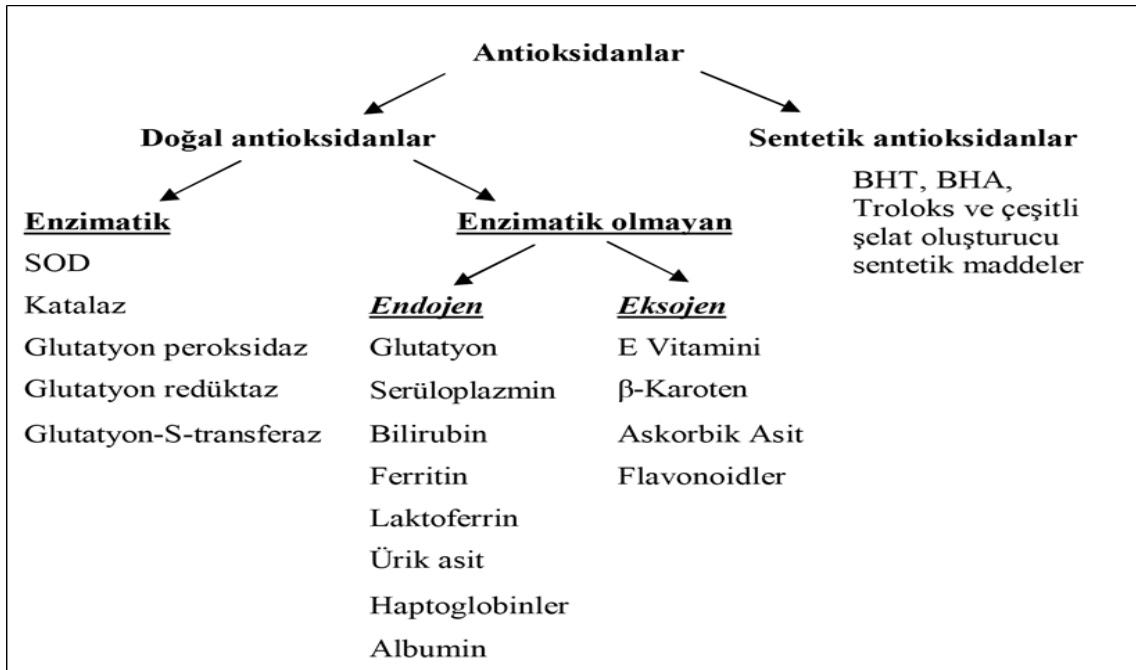 Antioksidanlar
Doğal antioksidanlar
Sentetik antioksidanlar
BHT, BHA,
Troloks ve çeşitli
şelat oluşturucu
sentetik maddeler
Enzimatik
SOD
Katalaz
Glutatyon peroksidaz
Glutatyon redüktaz
Glutatyon-S-transferaz
Enzimatik olmayan
Endojen
Glutatyon
Serüloplazmin
Bilirubin
Ferritin
Laktoferrin
Ürik asit
Haptoglobinler
Albumin
Eksojen
E Vitamini
β-Karoten
Askorbik Asit
Flavonoidler